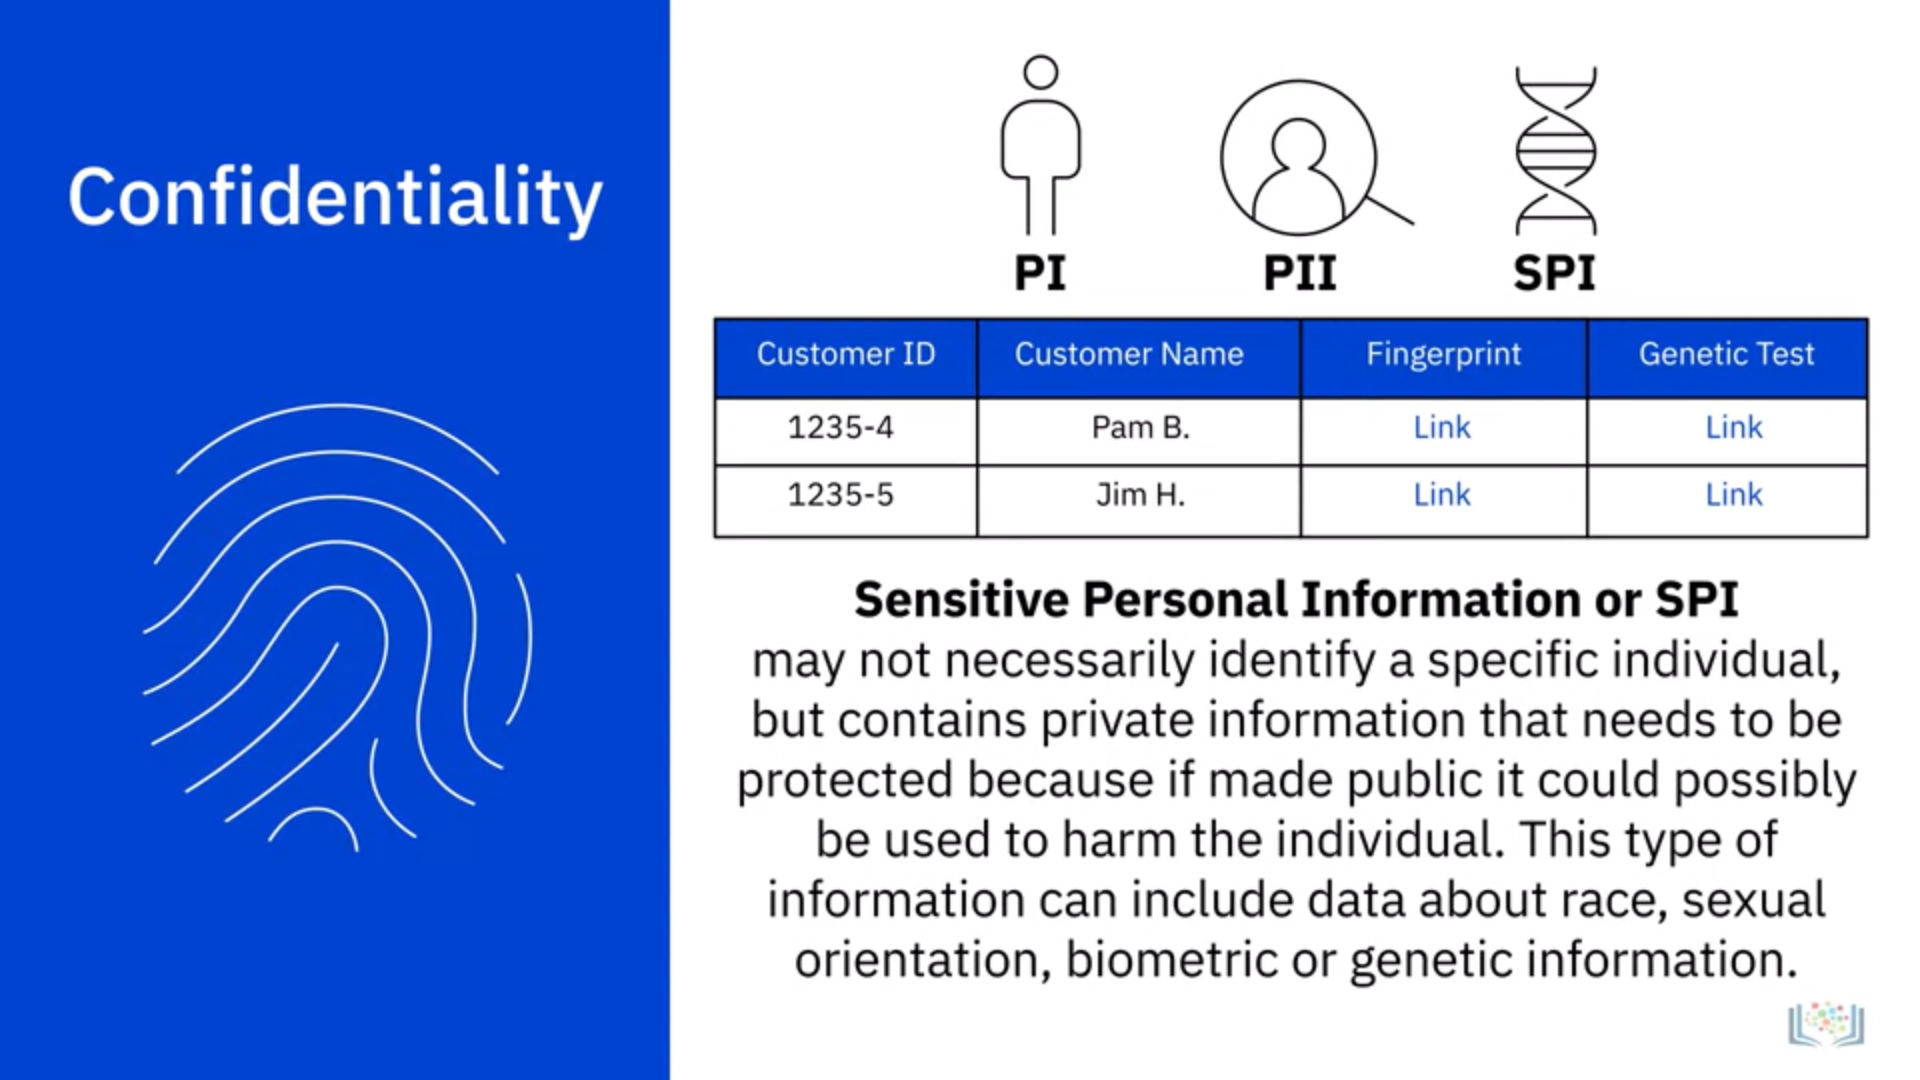 Confidentiality
PI PII SPI
Customer ID Customer Name Fingerprint Genetic Test
1235-4 Pam B. Link Link
1235-5 Jim H. Link Link
Sensitive Personal Information or SPI
may not necessarily identify a specific individual,
but contains private information that needs to be
protected because if made public it could possibly
be used to harm the individual. This type of
information can include data about race, sexual
orientation, biometric or genetic information.